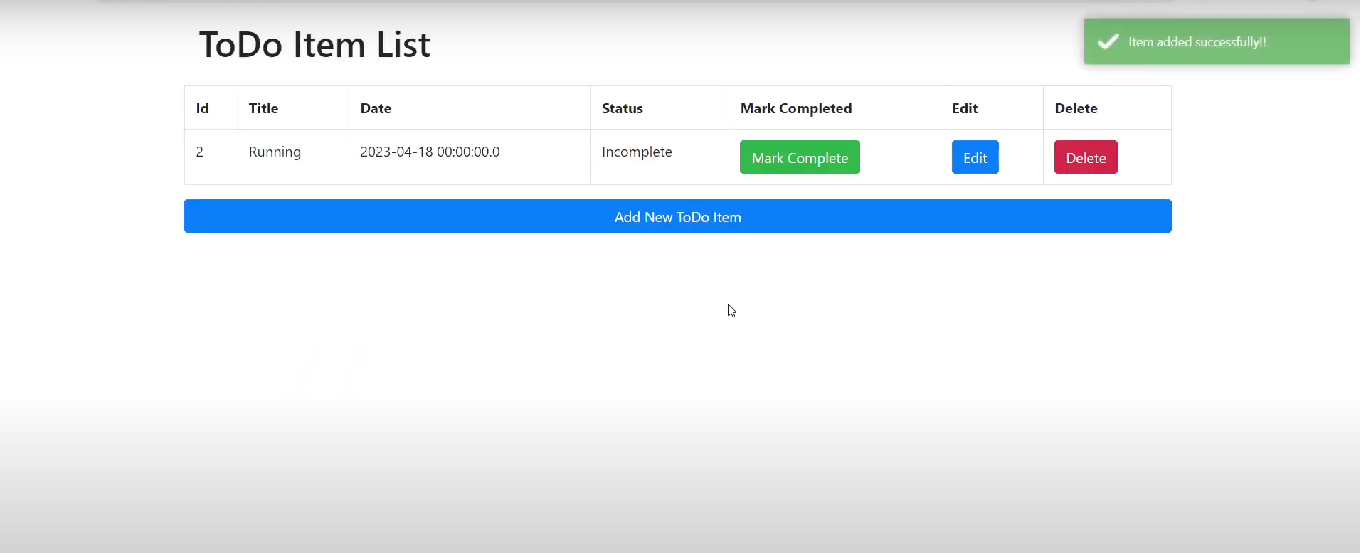 ToDo Item List
Item added successfully!!
Id Title Date Status Mark Completed Edit Delete
2 Running 2023-04-18 00:00:00.0 Incomplete Mark Complete Edit Delete
Add New ToDo Item